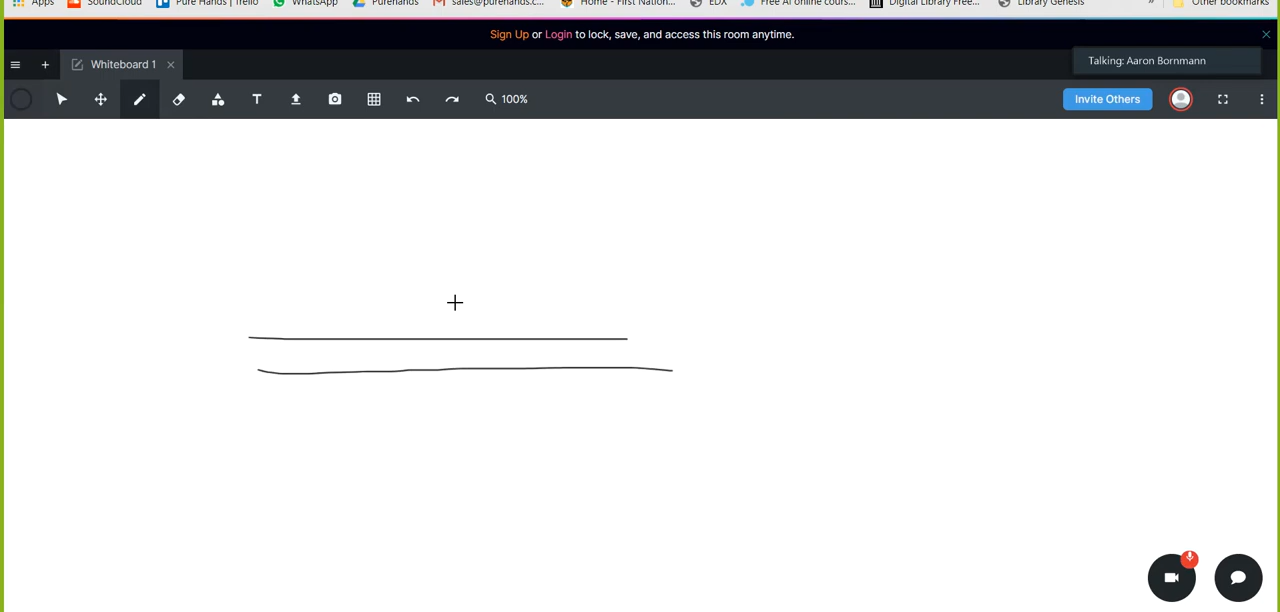 Apps SoundCloud Pure Hands | Trello WhatsApp Purehands sales@purehands.c... Home - First Nation... EDX Free AI online cours... Digital Library Free... Library Genesis » Other bookmarks
Sign Up or Login to lock, save, and access this room anytime.
Whiteboard 1
Talking: Aaron Bornmann
100%
Invite Others